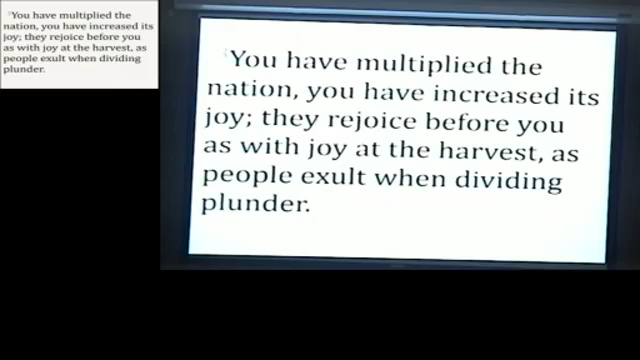 You have multiplied the
nation, you have increased its
joy; they rejoice before you
as with joy at the harvest, as
people exult when dividing
plunder.
You have multiplied the
nation, you have increased its
joy; they rejoice before you
as with joy at the harvest, as
people exult when dividing
plunder.